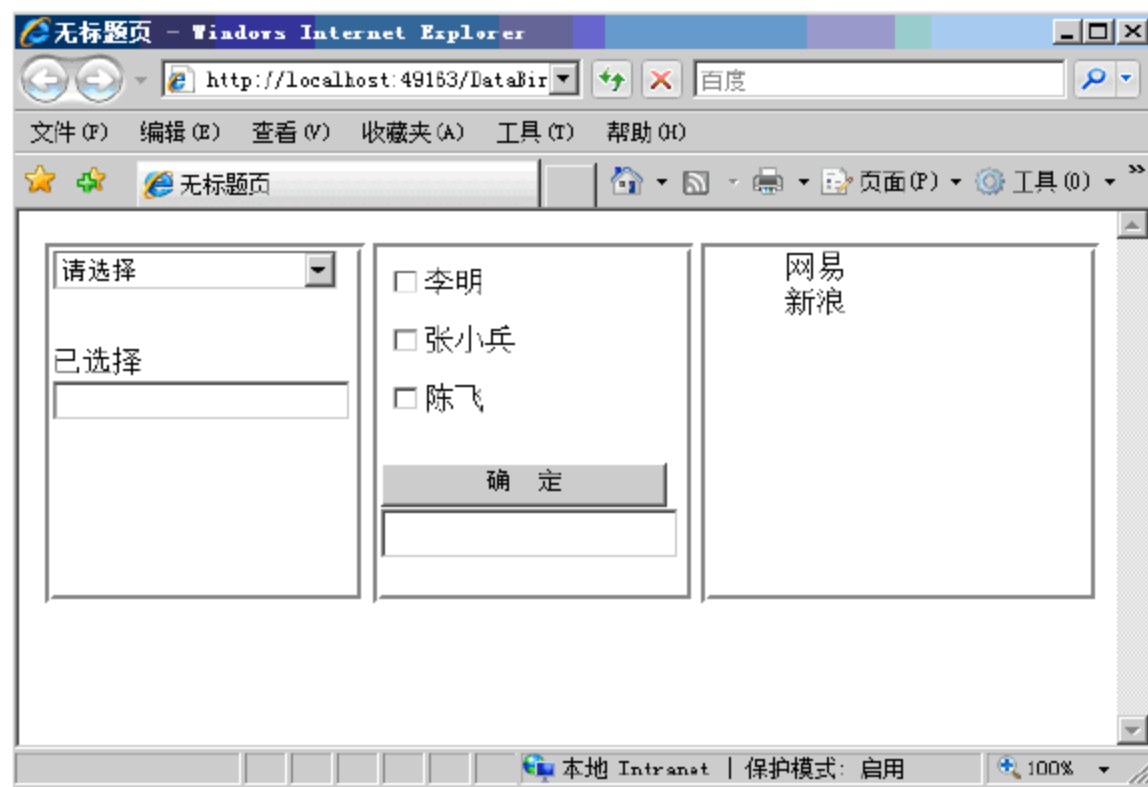 无标题页 - Windows Internet Explorer
http://localhost:49163/DataBin
百度
文件(F) 编辑(E) 查看(V) 收藏夹(A) 工具(T) 帮助(H)
无标题页
页面(P) 工具(O)
请选择
已选择
李明
张小兵
陈飞
确 定
网易
新浪
本地 Intranet | 保护模式: 启用
100%